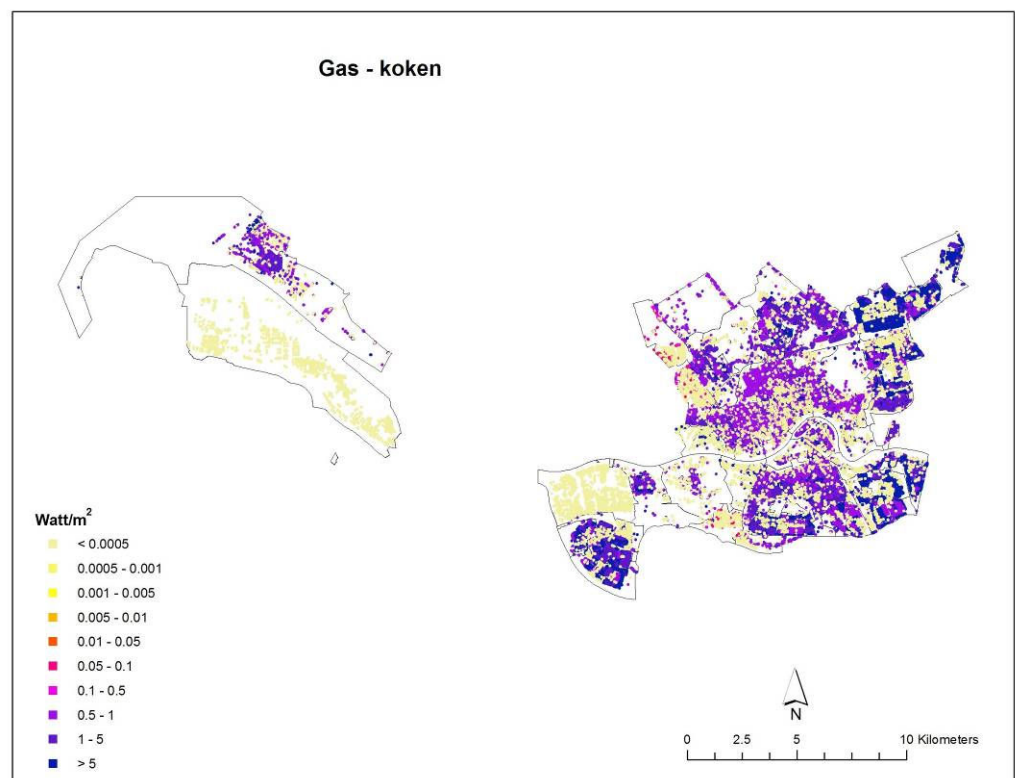 Gas - koken
Watt/m²
< 0.0005
0.0005 - 0.001
0.001 - 0.005
0.005 - 0.01
0.01 - 0.05
0.05 - 0.1
0.1 - 0.5
0.5 - 1
1 - 5
> 5
N
0 2.5 5 10 Kilometers